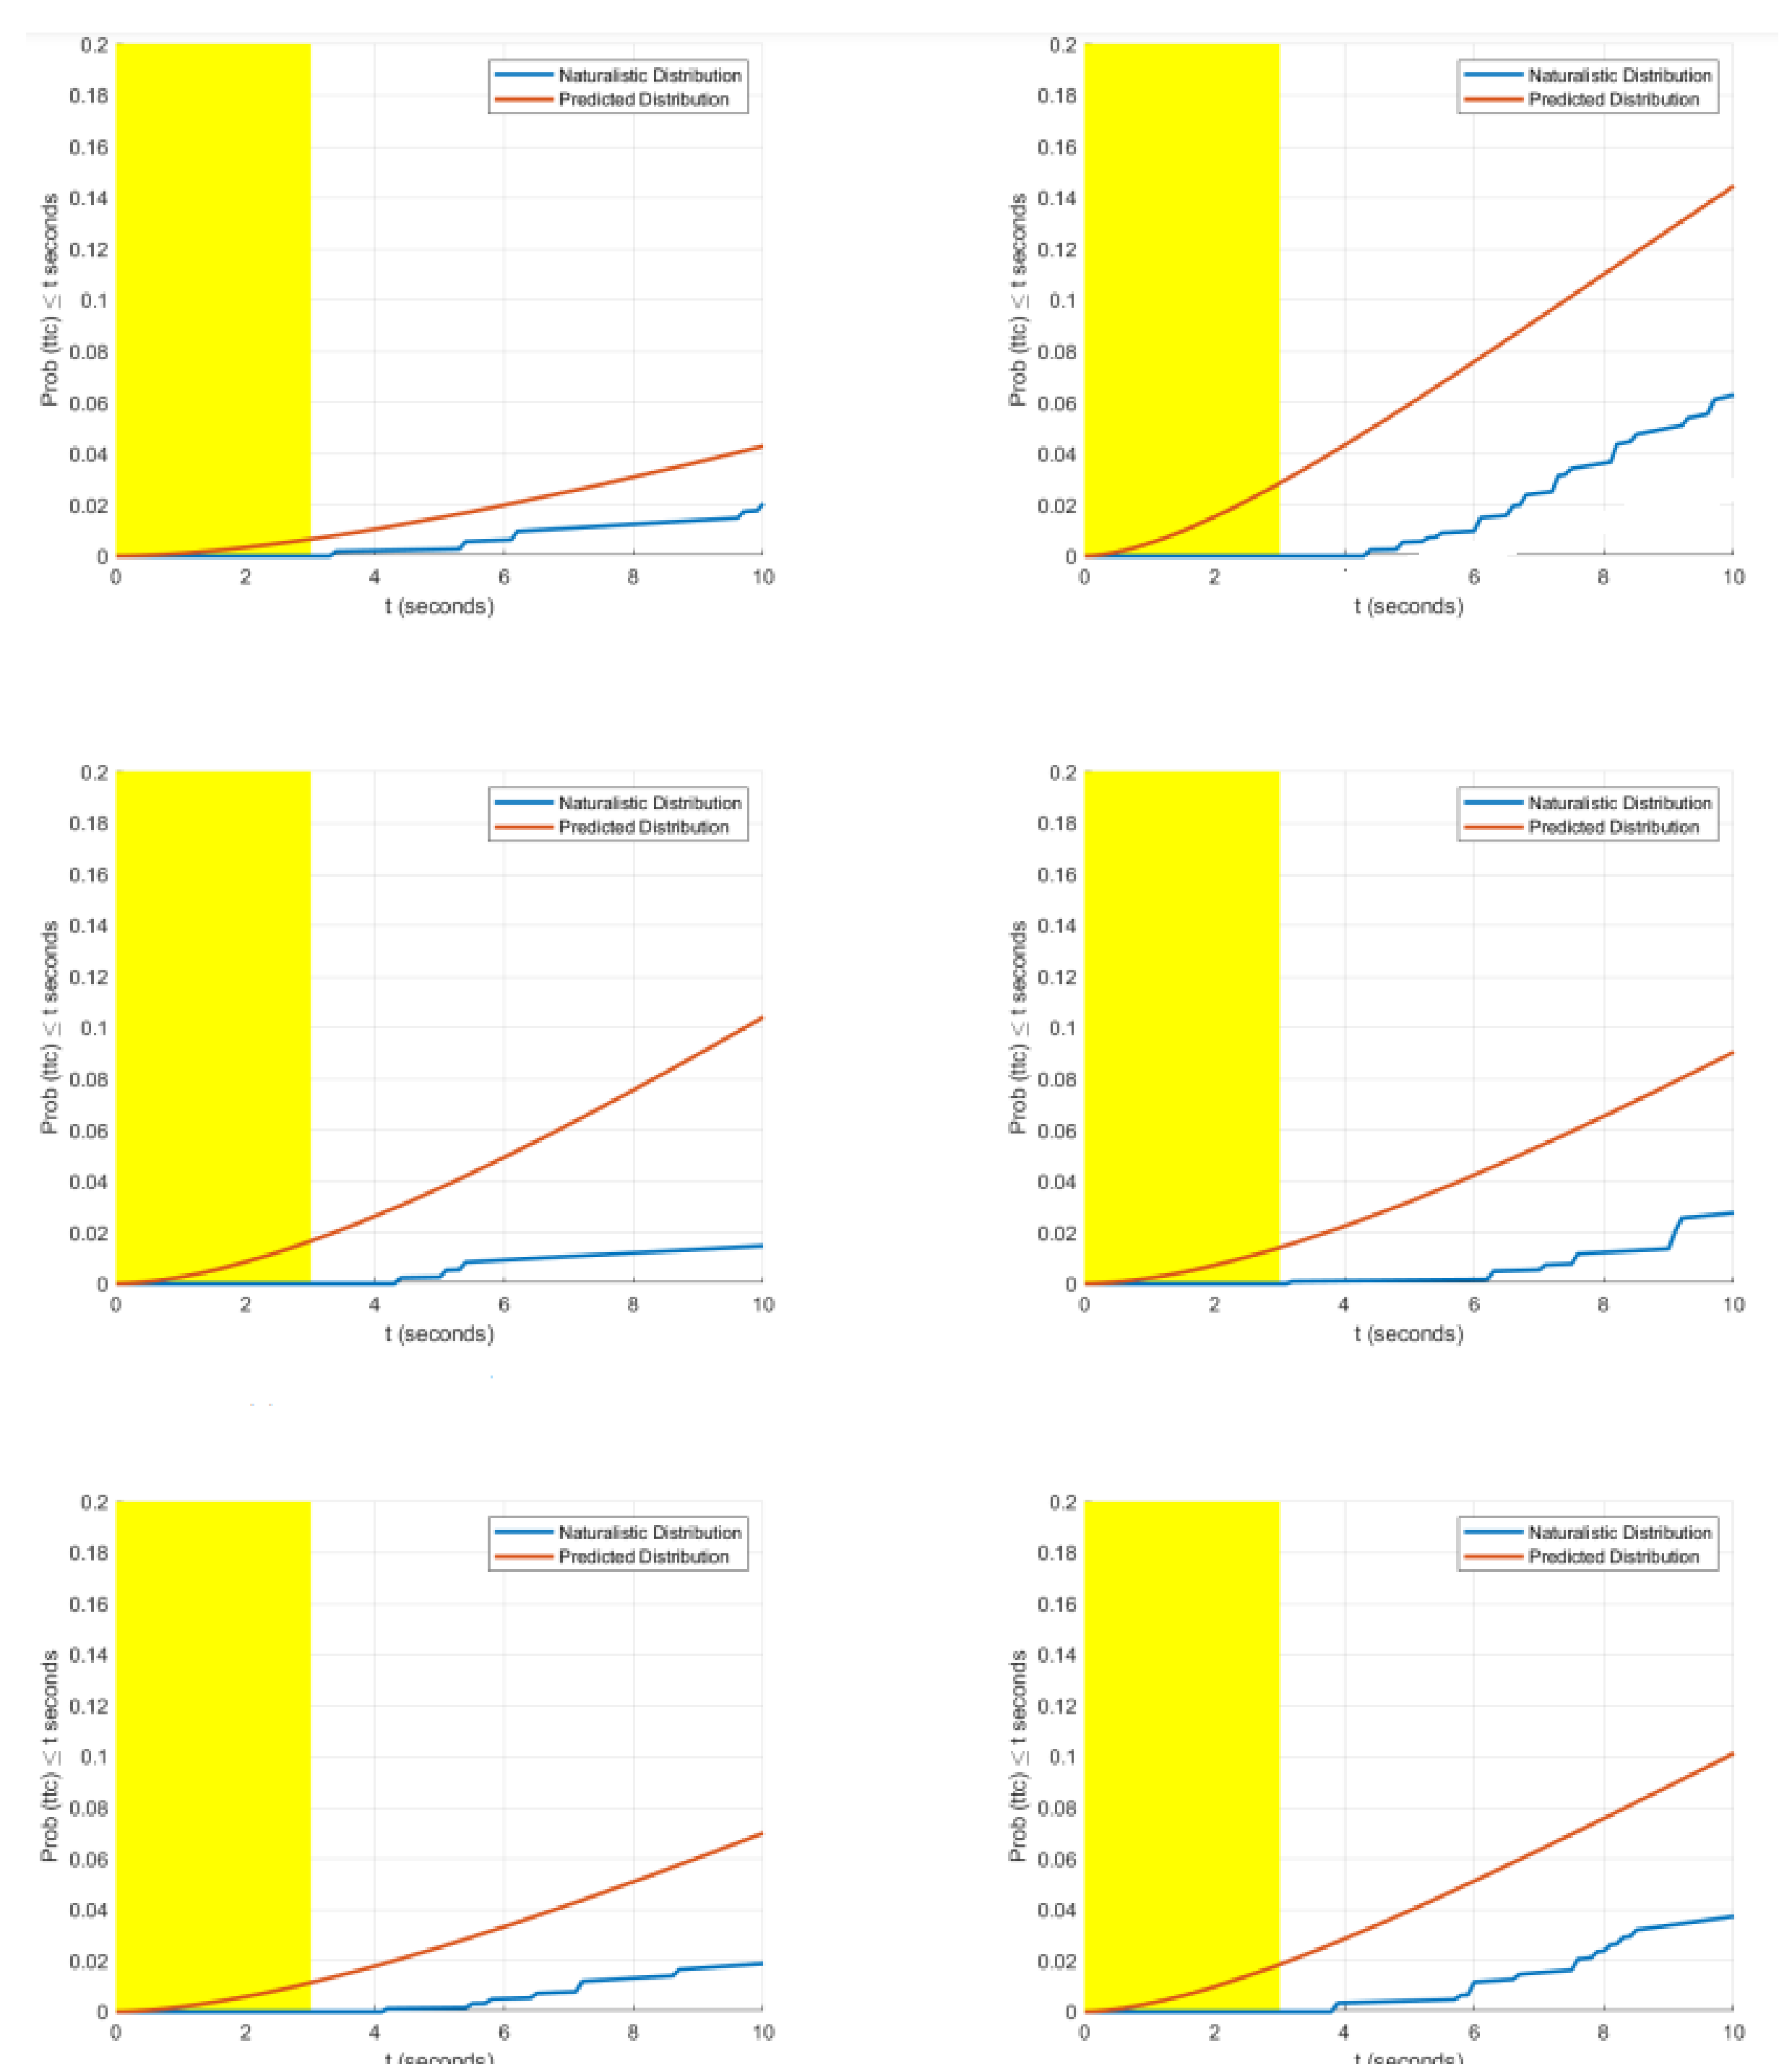 0.2
0.18
0.16
0.14
0.12
0.1
0.08
0.06
0.04
0.02
0
Prob (ttc) ≤ t seconds
Naturalistic Distribution
Predicted Distribution
0 2 4 6 8 10
t (seconds)
0.2
0.18
0.16
0.14
0.12
0.1
0.08
0.06
0.04
0.02
0
Prob (ttc) ≤ t seconds
Naturalistic Distribution
Predicted Distribution
0 2 6 8 10
t (seconds)
0.2
0.18
0.16
0.14
0.12
0.1
0.08
0.06
0.04
0.02
0
Prob (ttc) ≤ t seconds
Naturalistic Distribution
Predicted Distribution
0 2 4 6 8 10
t (seconds)
0.2
0.18
0.16
0.14
0.12
0.1
0.08
0.06
0.04
0.02
0
Prob (ttc) ≤ t seconds
Naturalistic Distribution
Predicted Distribution
0 2 4 6 8 10
t (seconds)
0.2
0.18
0.16
0.14
0.12
0.1
0.08
0.06
0.04
0.02
0
Prob (ttc) ≤ t seconds
Naturalistic Distribution
Predicted Distribution
0 2 4 6 8 10
t (seconds)
0.2
0.18
0.16
0.14
0.12
0.1
0.08
0.06
0.04
0.02
0
Prob (ttc) ≤ t seconds
Naturalistic Distribution
Predicted Distribution
0 2 4 6 8 10
t (seconds)